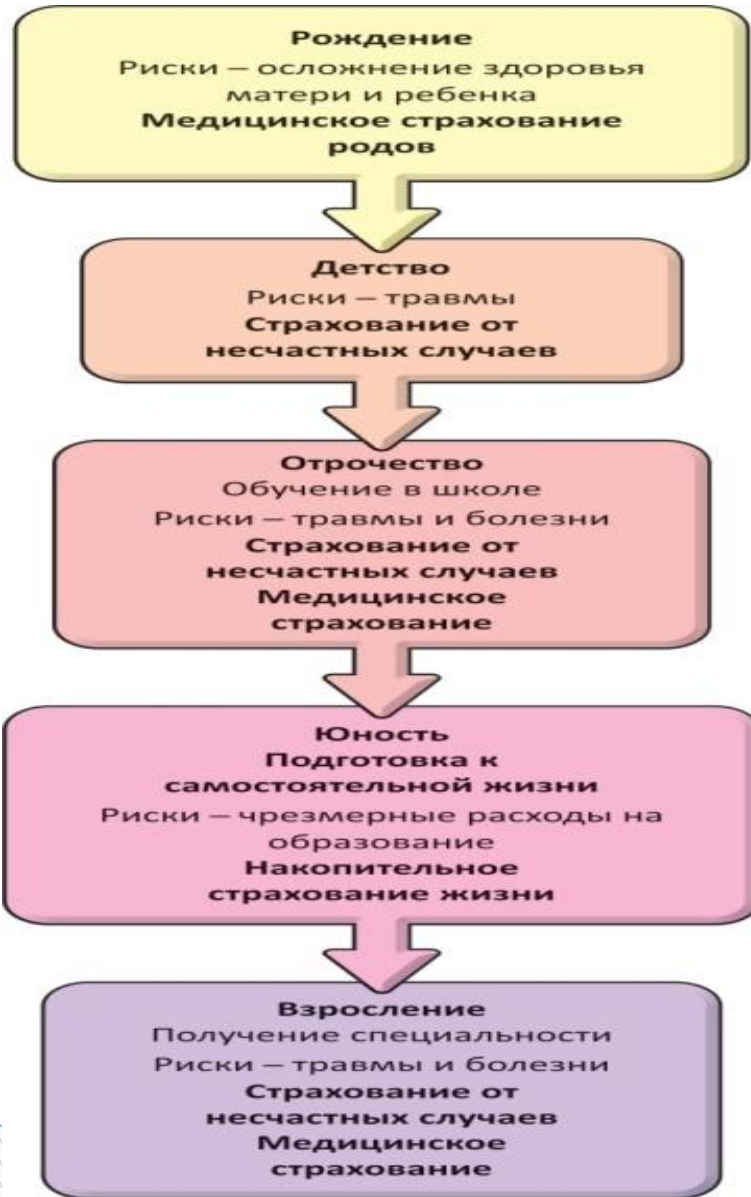 Рождение
Риски – осложнение здоровья
матери и ребенка
Медицинское страхование
родов
Детство
Риски – травмы
Страхование от
несчастных случаев
Отрочество
Обучение в школе
Риски – травмы и болезни
Страхование от
несчастных случаев
Медицинское
страхование
Юность
Подготовка к
самостоятельной жизни
Риски – чрезмерные расходы на
образование
Накопительное
страхование жизни
Взросление
Получение специальности
Риски – травмы и болезни
Страхование от
несчастных случаев
Медицинское
страхование